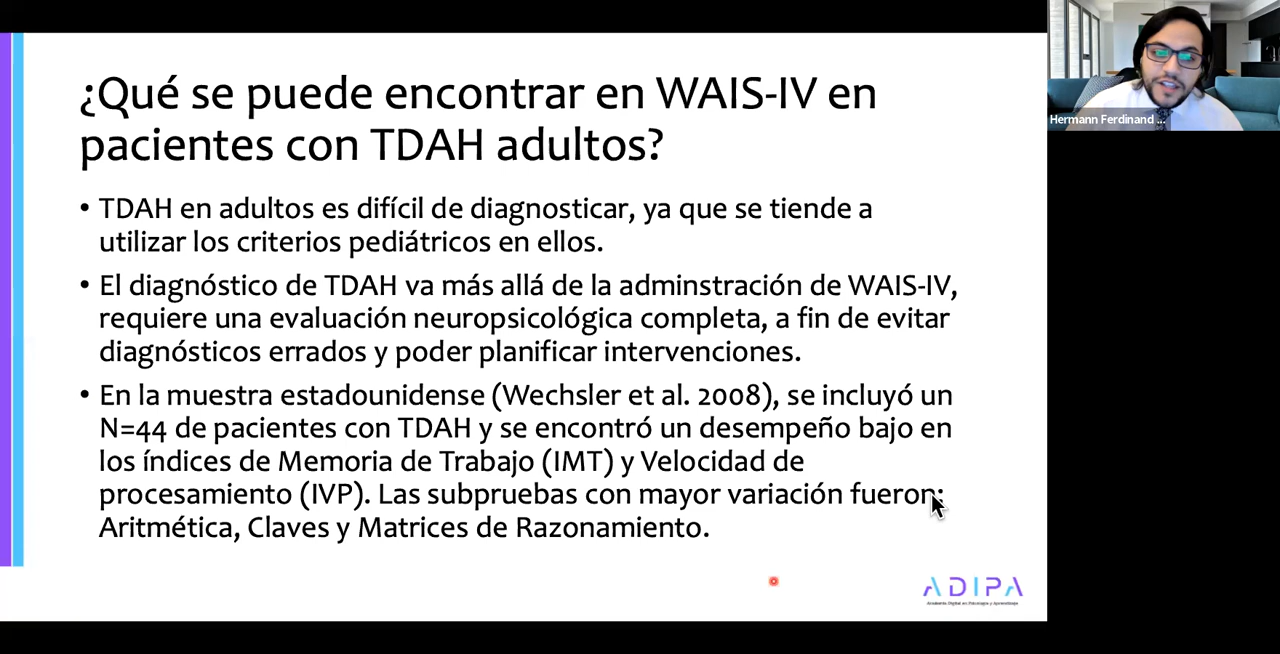 ¿Qué se puede encontrar en WAIS-IV en
pacientes con TDAH adultos?
• TDAH en adultos es difícil de diagnosticar, ya que se tiende a
utilizar los criterios pediátricos en ellos.
• El diagnóstico de TDAH va más allá de la adminstración de WAIS-IV,
requiere una evaluación neuropsicológica completa, a fin de evitar
diagnósticos errados y poder planificar intervenciones.
• En la muestra estadounidense (Wechsler et al. 2008), se incluyó un
N=44 de pacientes con TDAH y se encontró un desempeño bajo en
los índices de Memoria de Trabajo (IMT) y Velocidad de
procesamiento (IVP). Las subpruebas con mayor variación fueron:
Aritmética, Claves y Matrices de Razonamiento.
Hermann Ferdinand ...
ADIPA
Academia Digital en Psicología y Aprendizaje